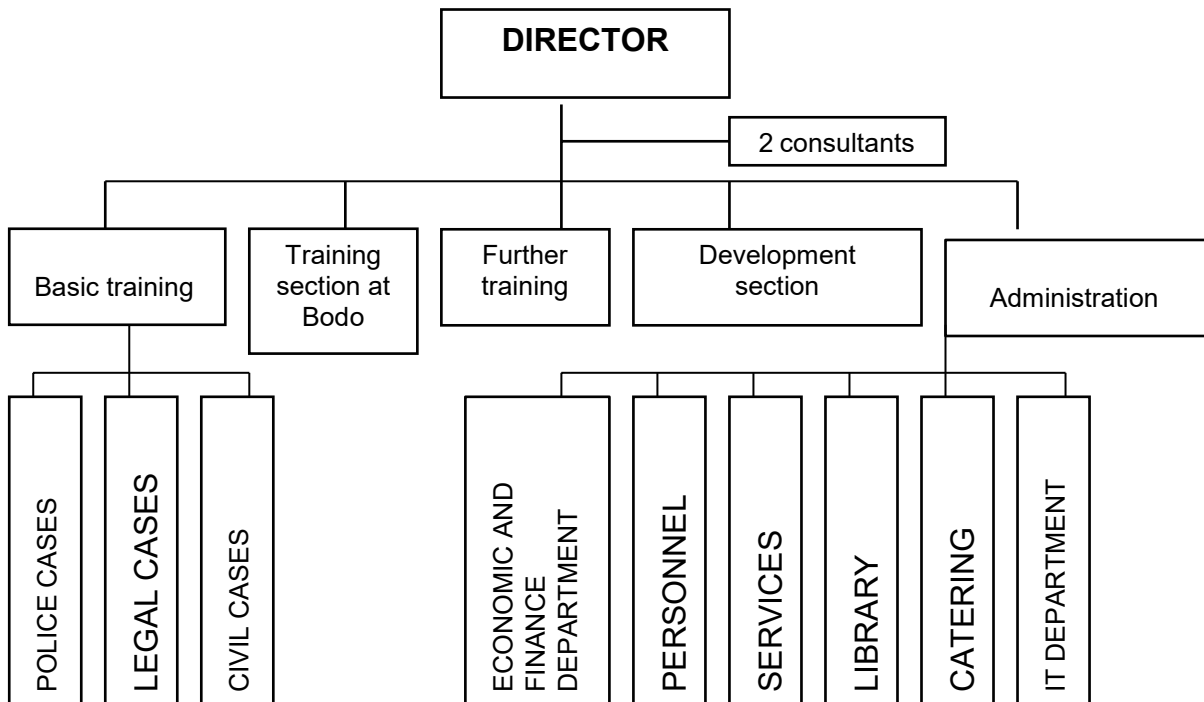 DIRECTOR
2 consultants
Basic training
Training
section at
Bodo
Further
training
Development
section
Administration
POLICE CASES
LEGAL CASES
CIVIL CASES
ECONOMIC AND
FINANCE
DEPARTMENT
PERSONNEL
SERVICES
LIBRARY
CATERING
IT DEPARTMENT